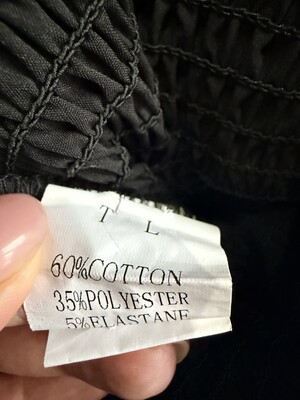 T L
60%COTTON
35%POLYESTER
5%ELASTANE